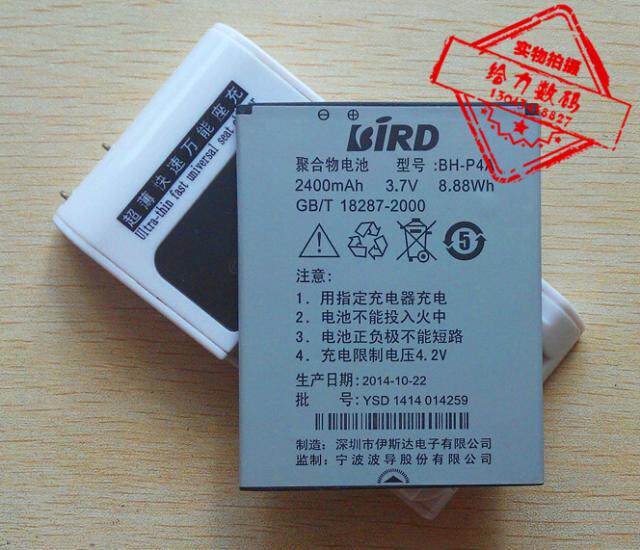 实物拍摄
给力数码
超薄快速万能座充
Ultra-thin fast universal seat
BIRD
聚合物电池 型号:BH-P4
2400mAh 3.7V 8.88Wh
GB/T 18287-2000
5
注意:
1. 用指定充电器充电
2. 电池不能投入火中
3. 电池正负极不能短路
4. 充电限制电压4.2V
生产日期: 2014-10-22
批 号: YSD 1414 014259
制造: 深圳市伊斯达电子有限公司
监制: 宁波波导股份有限公司